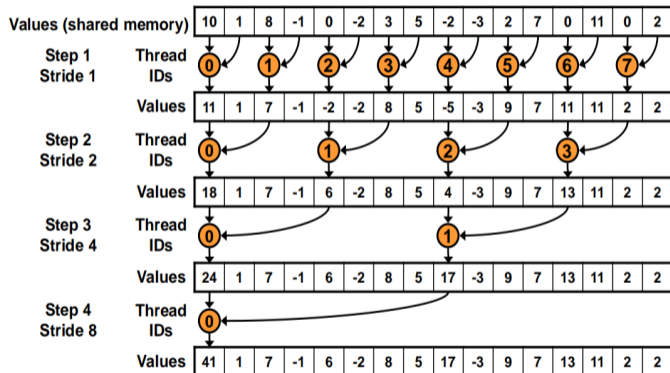 Values (shared memory) 10 1 8 -1 0 -2 3 5 -2 -3 2 7 0 11 0 2
Step 1 Thread 0 1 2 3 4 5 6 7
Stride 1 IDs
Values 11 1 7 -1 -2 -2 8 5 -5 -3 9 7 11 11 2 2
Step 2 Thread 0 1 2 3
Stride 2 IDs
Values 18 1 7 -1 6 -2 8 5 4 -3 9 7 13 11 2 2
Step 3 Thread 0 1
Stride 4 IDs
Values 24 1 7 -1 6 -2 8 5 17 -3 9 7 13 11 2 2
Step 4 Thread 0
Stride 8 IDs
Values 41 1 7 -1 6 -2 8 5 17 -3 9 7 13 11 2 2